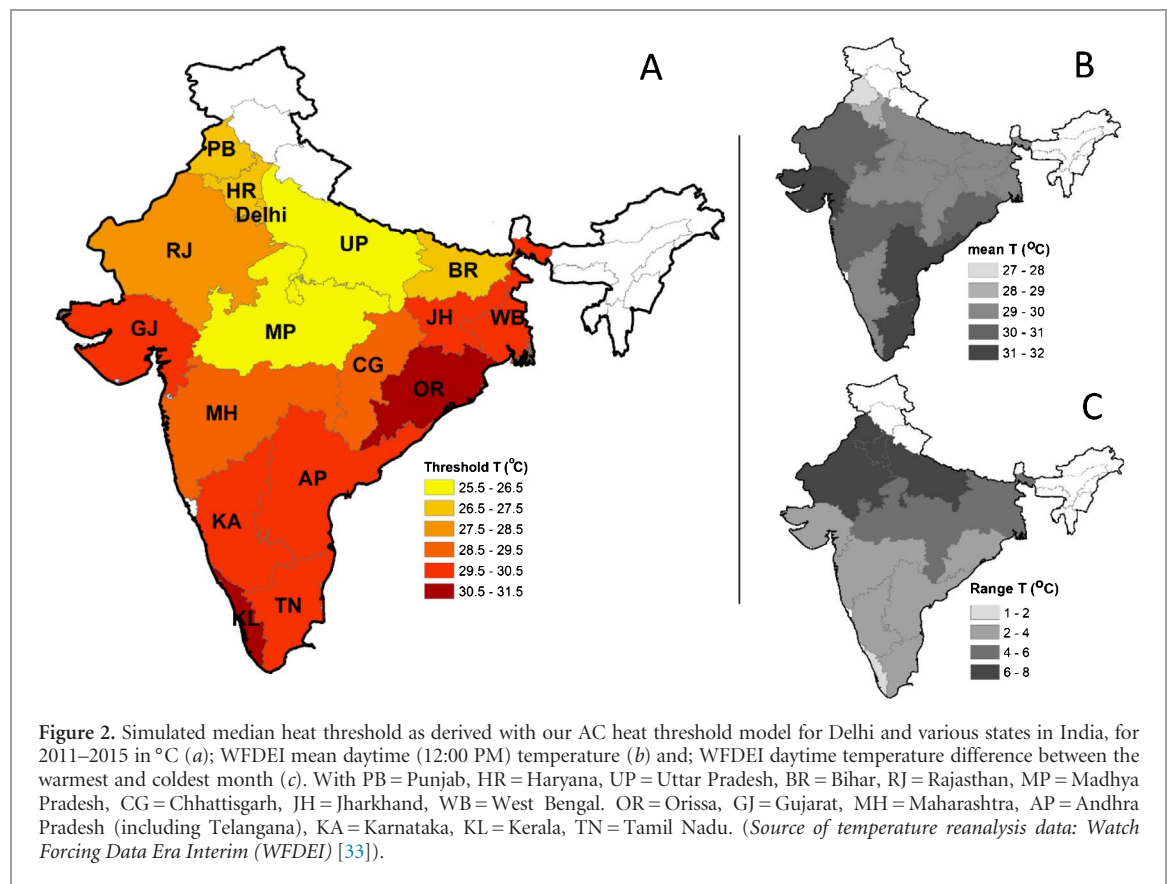 A
PB
HR
Delhi
RJ
UP
BR
GJ
MP
JH
WB
CG
OR
MH
AP
KA
TN
KL
Threshold T (°C)
25.5 - 26.5
26.5 - 27.5
27.5 - 28.5
28.5 - 29.5
29.5 - 30.5
30.5 - 31.5
B
mean T (°C)
27 - 28
28 - 29
29 - 30
30 - 31
31 - 32
C
Range T (°C)
1 - 2
2 - 4
4 - 6
6 - 8
Figure 2. Simulated median heat threshold as derived with our AC heat threshold model for Delhi and various states in India, for
2011–2015 in °C (a); WFDEI mean daytime (12:00 PM) temperature (b) and; WFDEI daytime temperature difference between the
warmest and coldest month (c). With PB = Punjab, HR = Haryana, UP = Uttar Pradesh, BR = Bihar, RJ = Rajasthan, MP = Madhya
Pradesh, CG = Chhattisgarh, JH = Jharkhand, WB = West Bengal. OR = Orissa, GJ = Gujarat, MH = Maharashtra, AP = Andhra
Pradesh (including Telangana), KA = Karnataka, KL = Kerala, TN = Tamil Nadu. (Source of temperature reanalysis data: Watch
Forcing Data Era Interim (WFDEI) [33]).